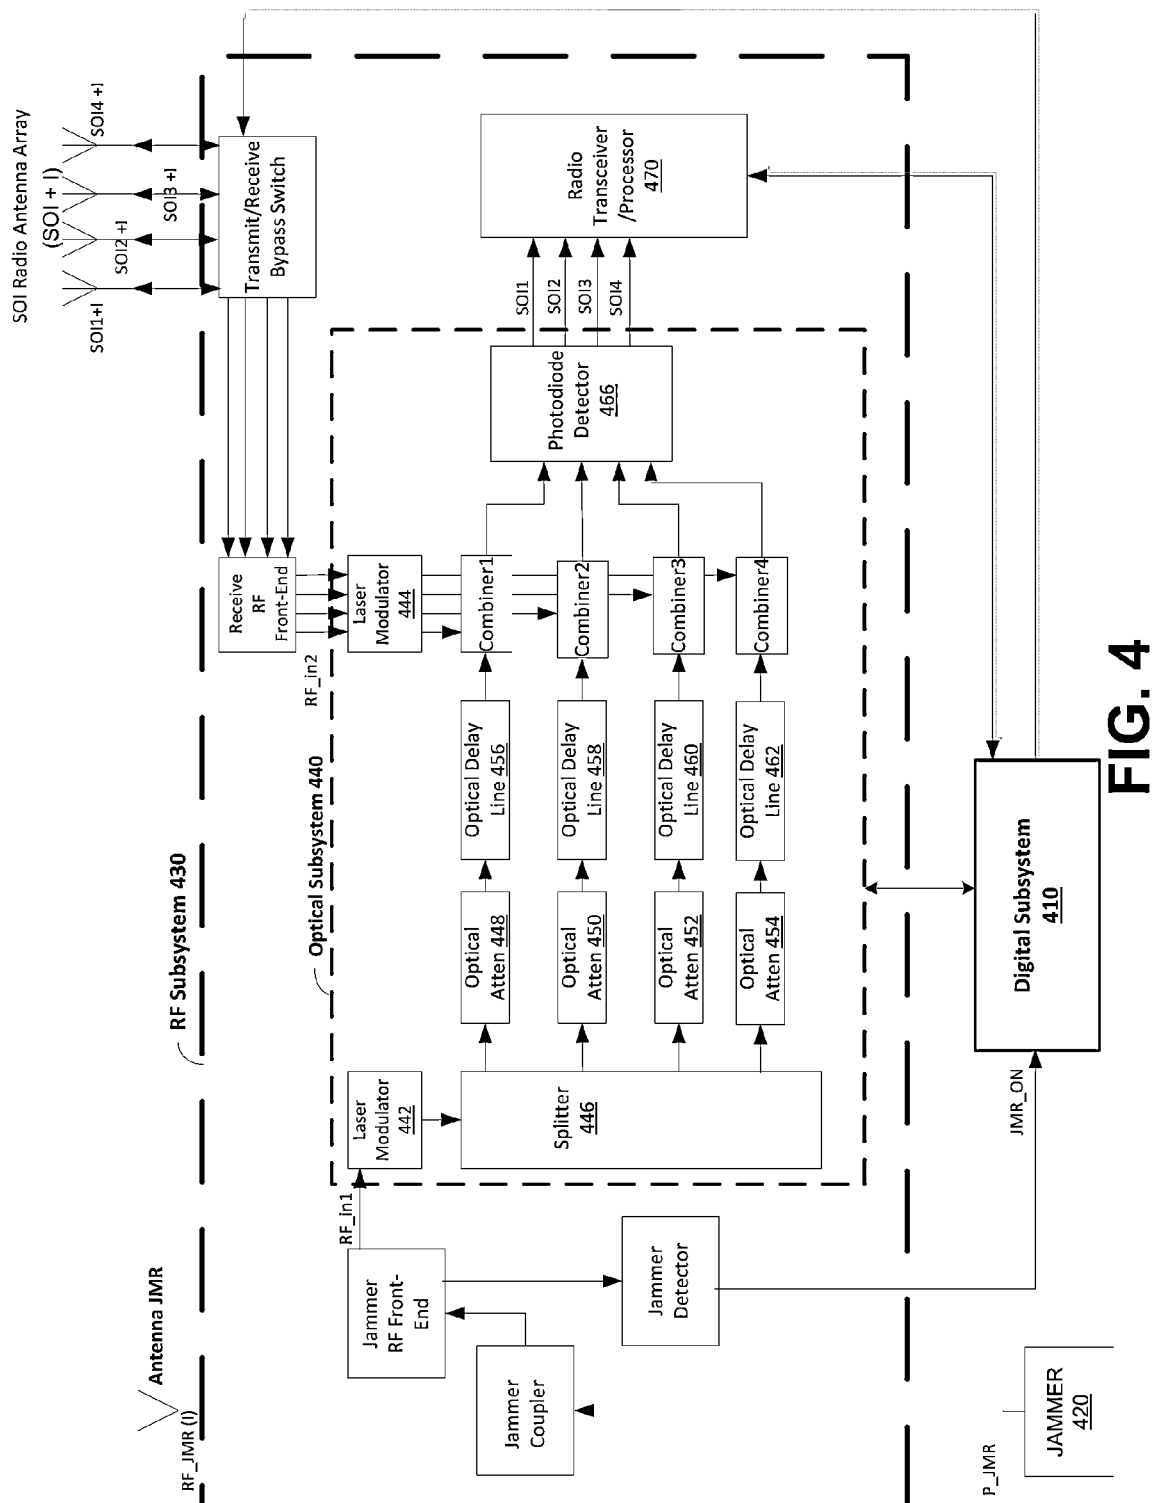 SOI Radio Antenna Array
(SOI + I)
SOI1+I
SOI2 +I
SOI3 +I
SOI4 +I
Transmit/Receive
Bypass Switch
Radio
Transceiver
/Processor
470
SOI1
SOI2
SOI3
SOI4
Photodiode
Detector
466
Receive
RF
Front-End
RF_in2
Laser
Modulator
444
Combiner1
Combiner2
Combiner3
Combiner4
Optical Delay
Line 456
Optical Delay
Line 458
Optical Delay
Line 460
Optical Delay
Line 462
Optical
Atten 448
Optical
Atten 450
Optical
Atten 452
Optical
Atten 454
RF Subsystem 430
Optical Subsystem 440
Laser
Modulator
442
Splitter
446
RF_in1
Jammer
RF Front-
End
Jammer
Detector
Jammer
Coupler
Antenna JMR
RF_JMR (I)
Digital Subsystem
410
JMR_ON
P_JMR
JAMMER
420
FIG. 4